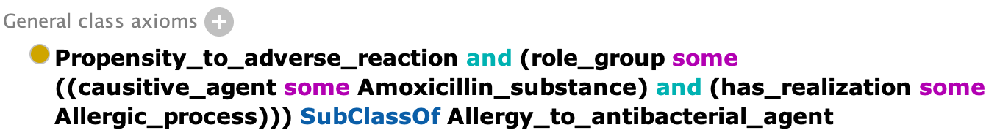 General class axioms +
Propensity_to_adverse_reaction and (role_group some
((causitive_agent some Amoxicillin_substance) and (has_realization some
Allergic_process))) SubClassOf Allergy_to_antibacterial_agent